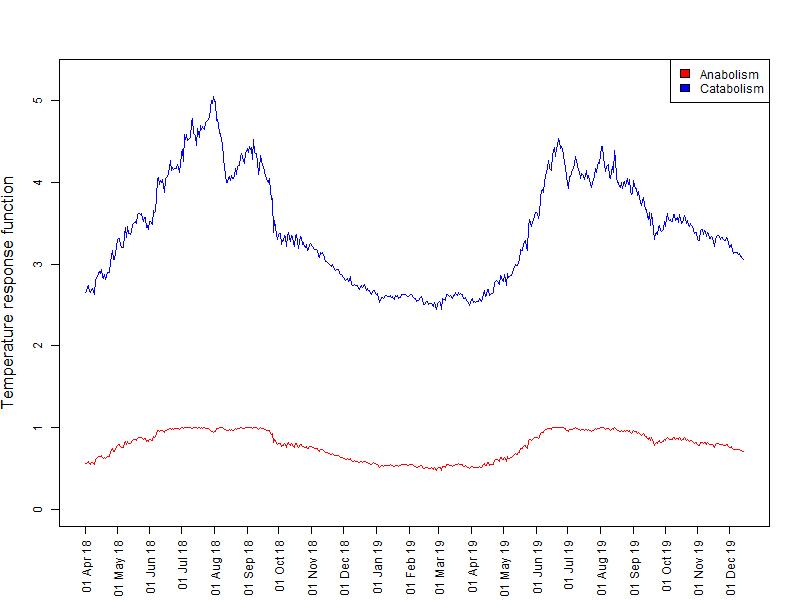 Anabolism
Catabolism
Temperature response function
5
4
3
2
1
0
01 Apr 18
01 May 18
01 Jun 18
01 Jul 18
01 Aug 18
01 Sep 18
01 Oct 18
01 Nov 18
01 Dec 18
01 Jan 19
01 Feb 19
01 Mar 19
01 Apr 19
01 May 19
01 Jun 19
01 Jul 19
01 Aug 19
01 Sep 19
01 Oct 19
01 Nov 19
01 Dec 19